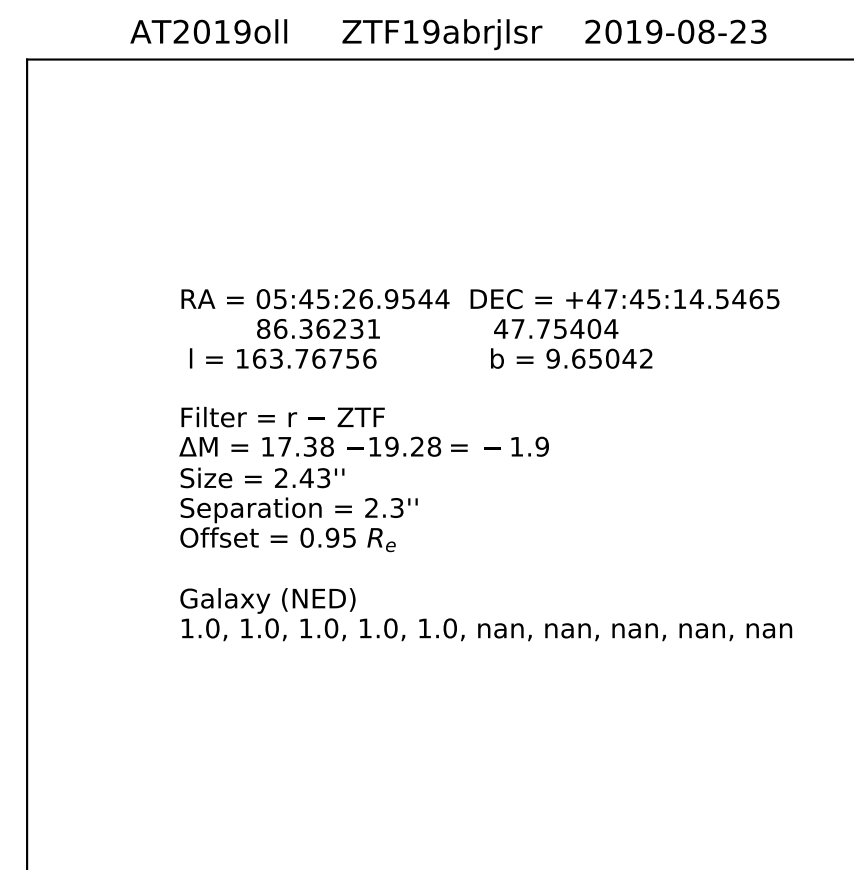 AT2019oll ZTF19abrjlsr 2019-08-23
RA = 05:45:26.9544 DEC = +47:45:14.5465
86.36231 47.75404
l = 163.76756 b = 9.65042
Filter = r − ZTF
ΔM = 17.38 −19.28 = − 1.9
Size = 2.43''
Separation = 2.3''
Offset = 0.95 Re
Galaxy (NED)
1.0, 1.0, 1.0, 1.0, 1.0, nan, nan, nan, nan, nan